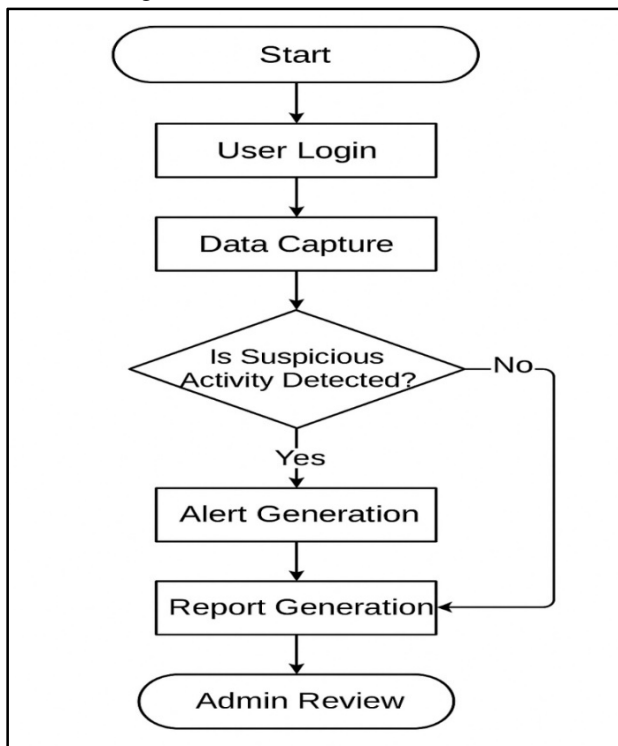 Start
User Login
Data Capture
Is Suspicious
Activity Detected?
No
Yes
Alert Generation
Report Generation
Admin Review